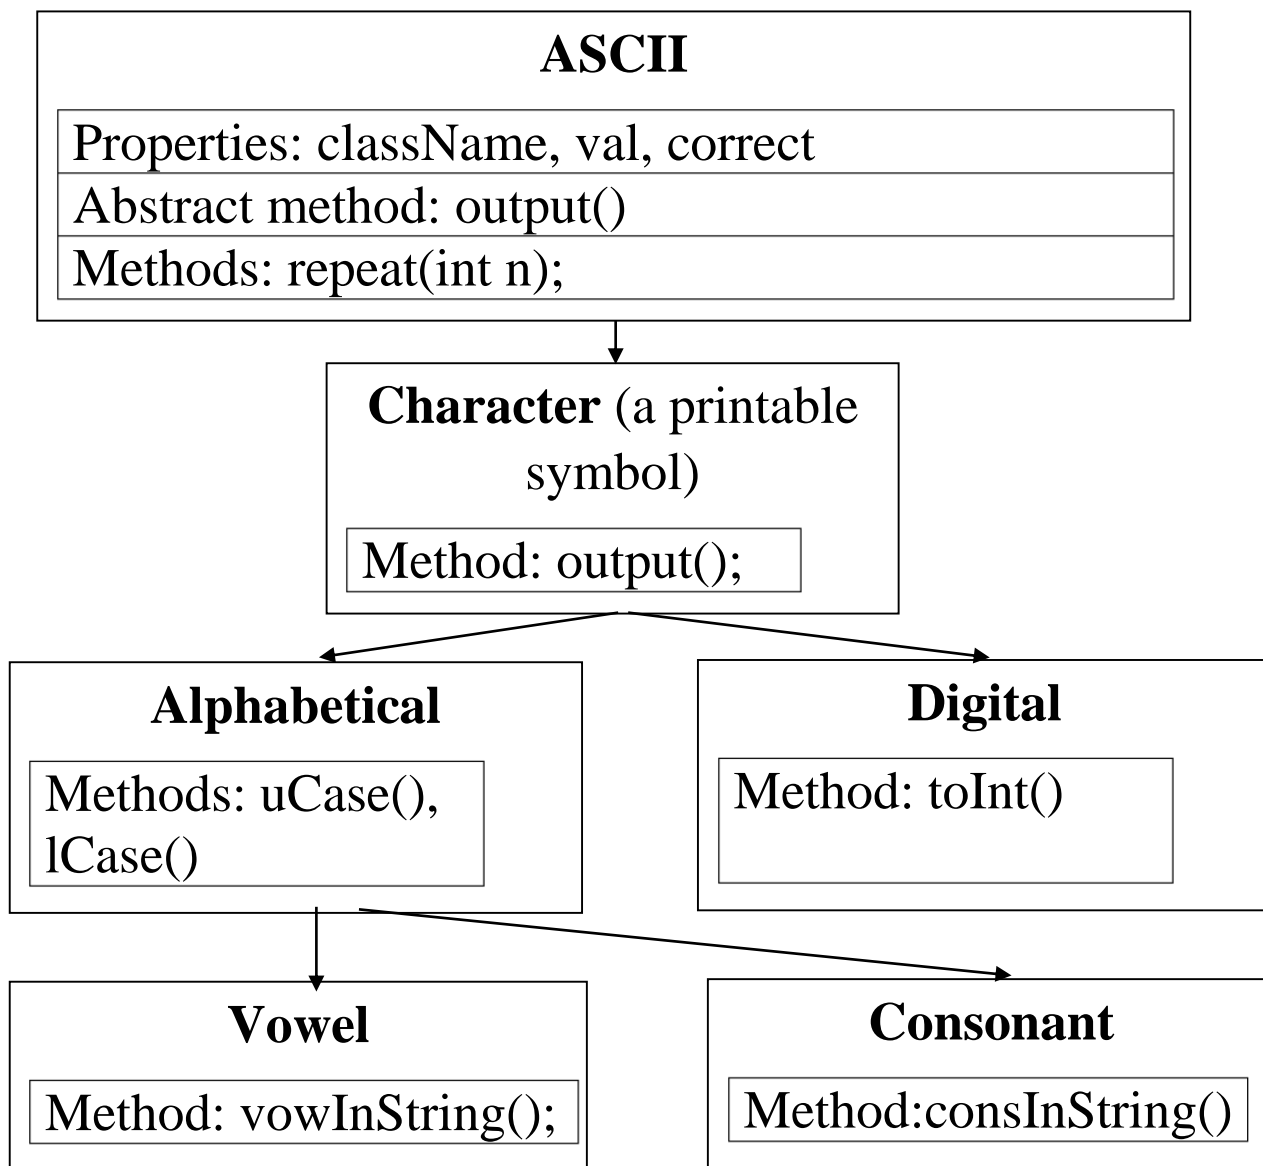 ASCII
Properties: className, val, correct
Abstract method: output()
Methods: repeat(int n);
Character (a printable
symbol)
Method: output();
Alphabetical
Methods: uCase(),
lCase()
Digital
Method: toInt()
Vowel
Method: vowInString();
Consonant
Method:consInString()